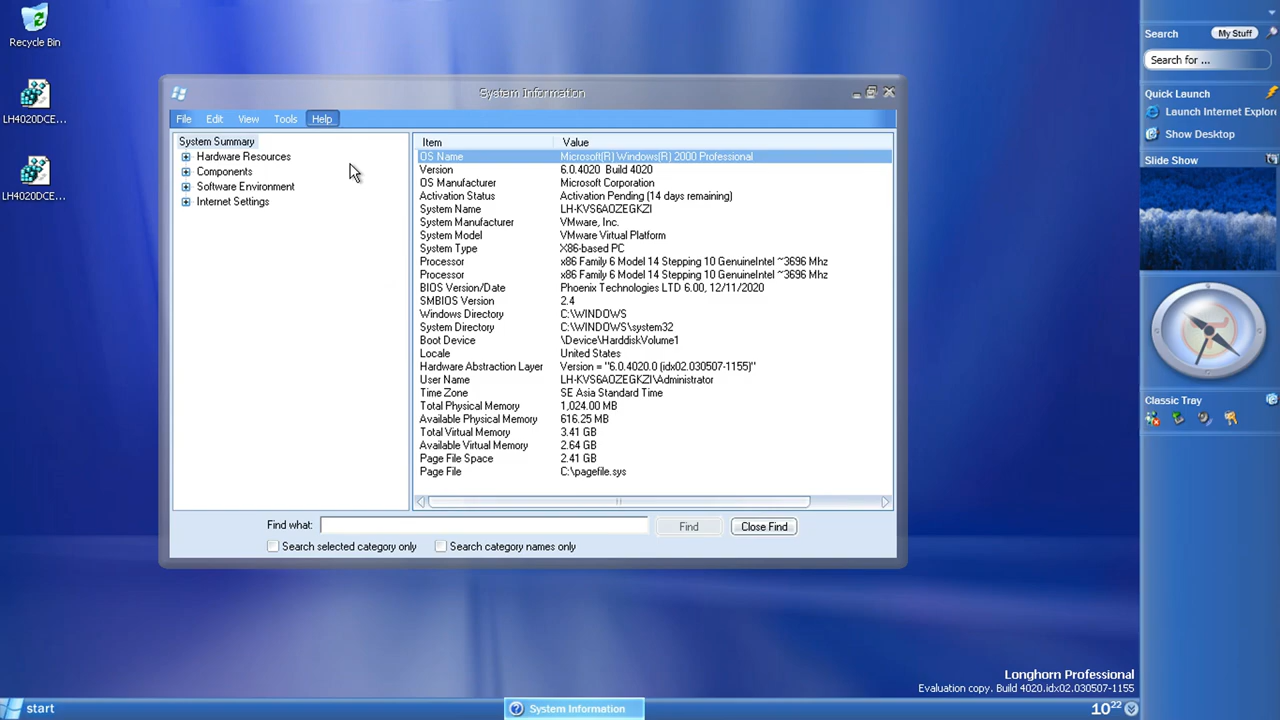 Recycle Bin
LH4020DCE...
LH4020DCE...
System Information
File Edit View Tools Help
System Summary
Hardware Resources
Components
Software Environment
Internet Settings
Item Value
OS Name Microsoft(R) Windows(R) 2000 Professional
Version 6.0.4020 Build 4020
OS Manufacturer Microsoft Corporation
Activation Status Activation Pending (14 days remaining)
System Name LH-KVS6AOZEGKZI
System Manufacturer VMware, Inc.
System Model VMware Virtual Platform
System Type X86-based PC
Processor x86 Family 6 Model 14 Stepping 10 GenuineIntel ~3696 Mhz
Processor x86 Family 6 Model 14 Stepping 10 GenuineIntel ~3696 Mhz
BIOS Version/Date Phoenix Technologies LTD 6.00, 12/11/2020
SMBIOS Version 2.4
Windows Directory C:\WINDOWS
System Directory C:\WINDOWS\system32
Boot Device \Device\HarddiskVolume1
Locale United States
Hardware Abstraction Layer Version = "6.0.4020.0 (idx02.030507-1155)"
User Name LH-KVS6AOZEGKZI\Administrator
Time Zone SE Asia Standard Time
Total Physical Memory 1,024.00 MB
Available Physical Memory 616.25 MB
Total Virtual Memory 3.41 GB
Available Virtual Memory 2.64 GB
Page File Space 2.41 GB
Page File C:\pagefile.sys
Find what: Find Close Find
Search selected category only Search category names only
Search My Stuff
Search for ...
Quick Launch
Launch Internet Explor
Show Desktop
Slide Show
Classic Tray
Longhorn Professional
Evaluation copy. Build 4020.idx02.030507-1155
start System Information 10 22